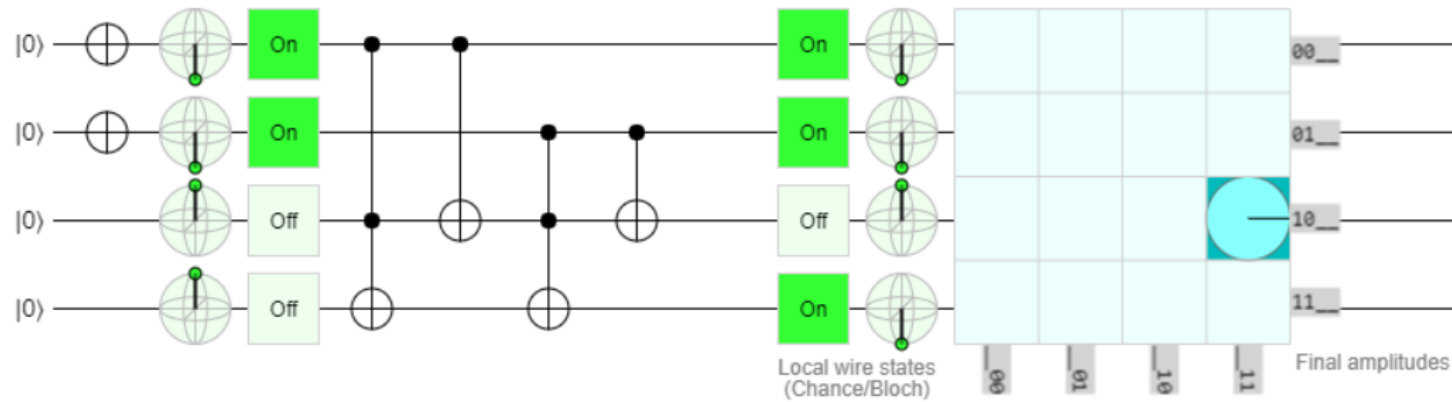 |0⟩ On On 00__
|0⟩ On On 01__
|0⟩ Off Off 10__
|0⟩ Off On 11__
__00 __01 __10 __11
Local wire states
(Chance/Bloch)
Final amplitudes